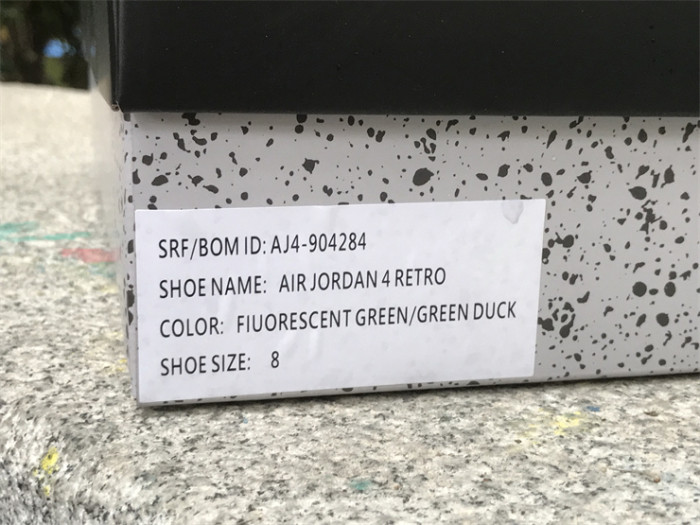 SRF/BOM ID: AJ4-904284
SHOE NAME: AIR JORDAN 4 RETRO
COLOR: FIUORESCENT GREEN/GREEN DUCK
SHOE SIZE: 8